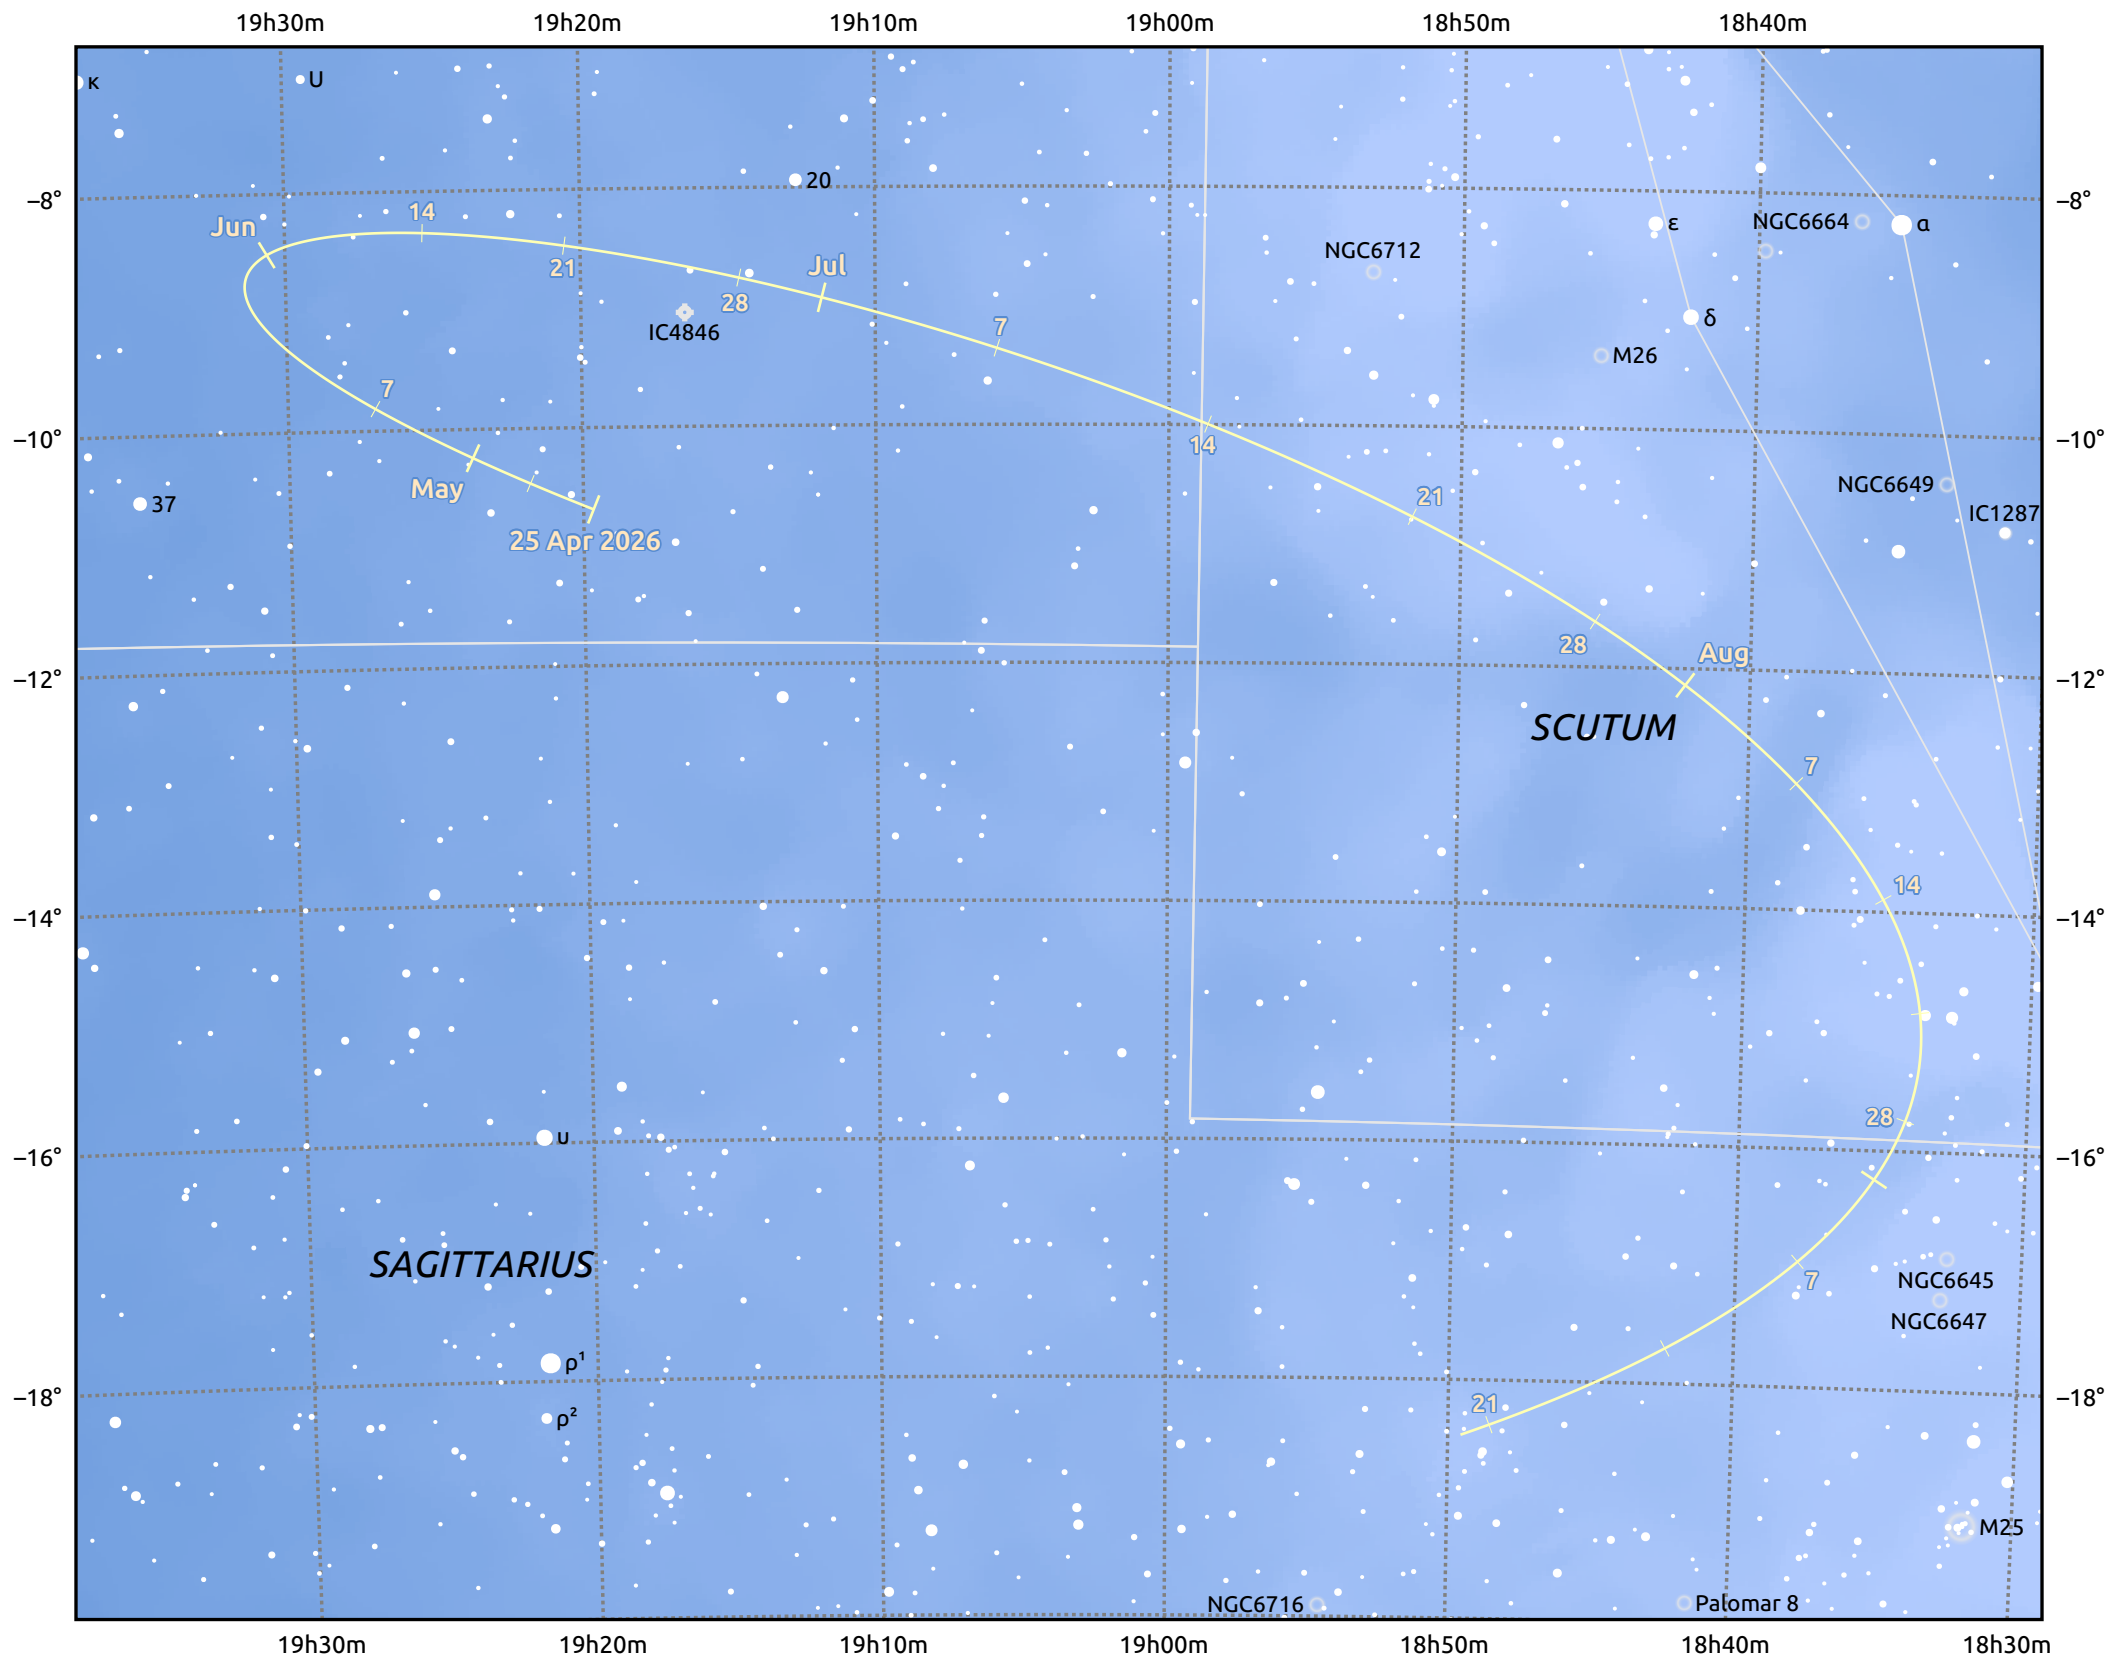 19h30m 19h20m 19h10m 19h00m 18h50m 18h40m
κ
U
20
−8° −8°
Jun
14
NGC6664
α
ε
21
NGC6712
Jul
28
IC4846
7
δ
M26
7
−10° −10°
14
May
21
NGC6649
37
IC1287
25 Apr 2026
28
Aug
−12° −12°
SCUTUM
7
14
−14° −14°
28
υ
−16° −16°
SAGITTARIUS
7
NGC6645
NGC6647
ρ¹
−18° −18°
21
ρ²
M25
NGC6716
Palomar 8
19h30m 19h20m 19h10m 19h00m 18h50m 18h40m 18h30m